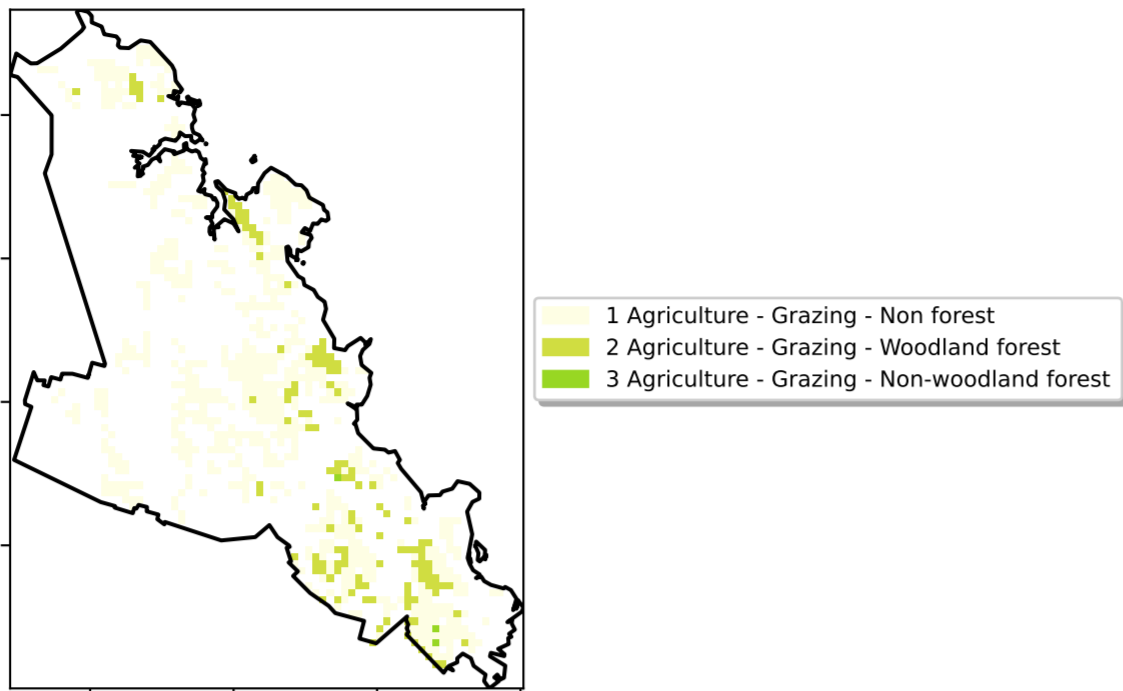 1 Agriculture - Grazing - Non forest
2 Agriculture - Grazing - Woodland forest
3 Agriculture - Grazing - Non-woodland forest